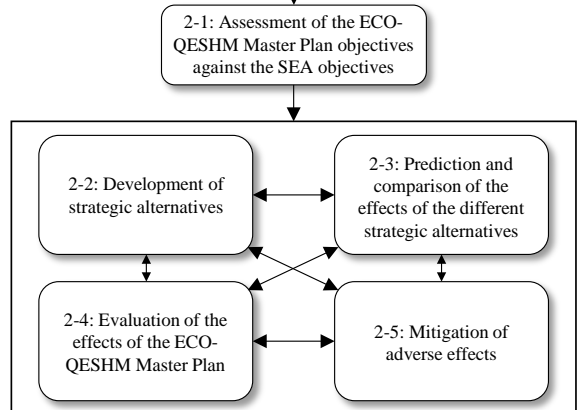 2-1: Assessment of the ECO-
QESHM Master Plan objectives
against the SEA objectives
2-2: Development of
strategic alternatives
2-3: Prediction and
comparison of the
effects of the different
strategic alternatives
2-4: Evaluation of the
effects of the ECO-
QESHM Master Plan
2-5: Mitigation of
adverse effects